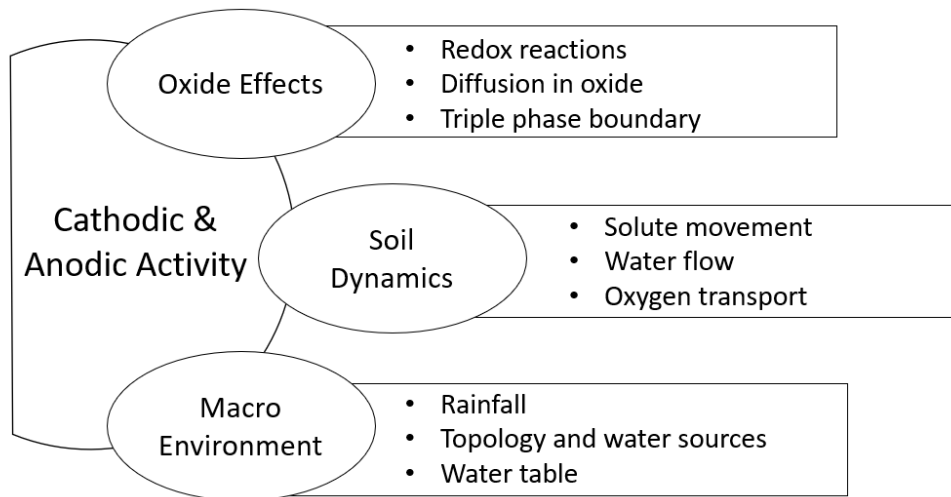 Oxide Effects
• Redox reactions
• Diffusion in oxide
• Triple phase boundary
Cathodic &
Anodic Activity
Soil
Dynamics
• Solute movement
• Water flow
• Oxygen transport
Macro
Environment
• Rainfall
• Topology and water sources
• Water table